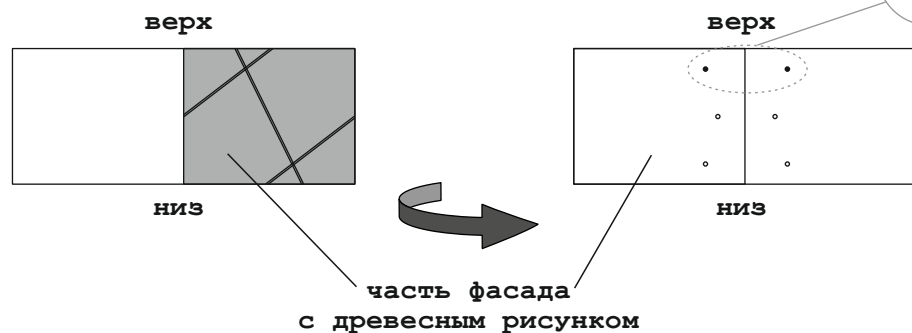 верх
верх
низ
низ
часть фасада
с древесным рисунком